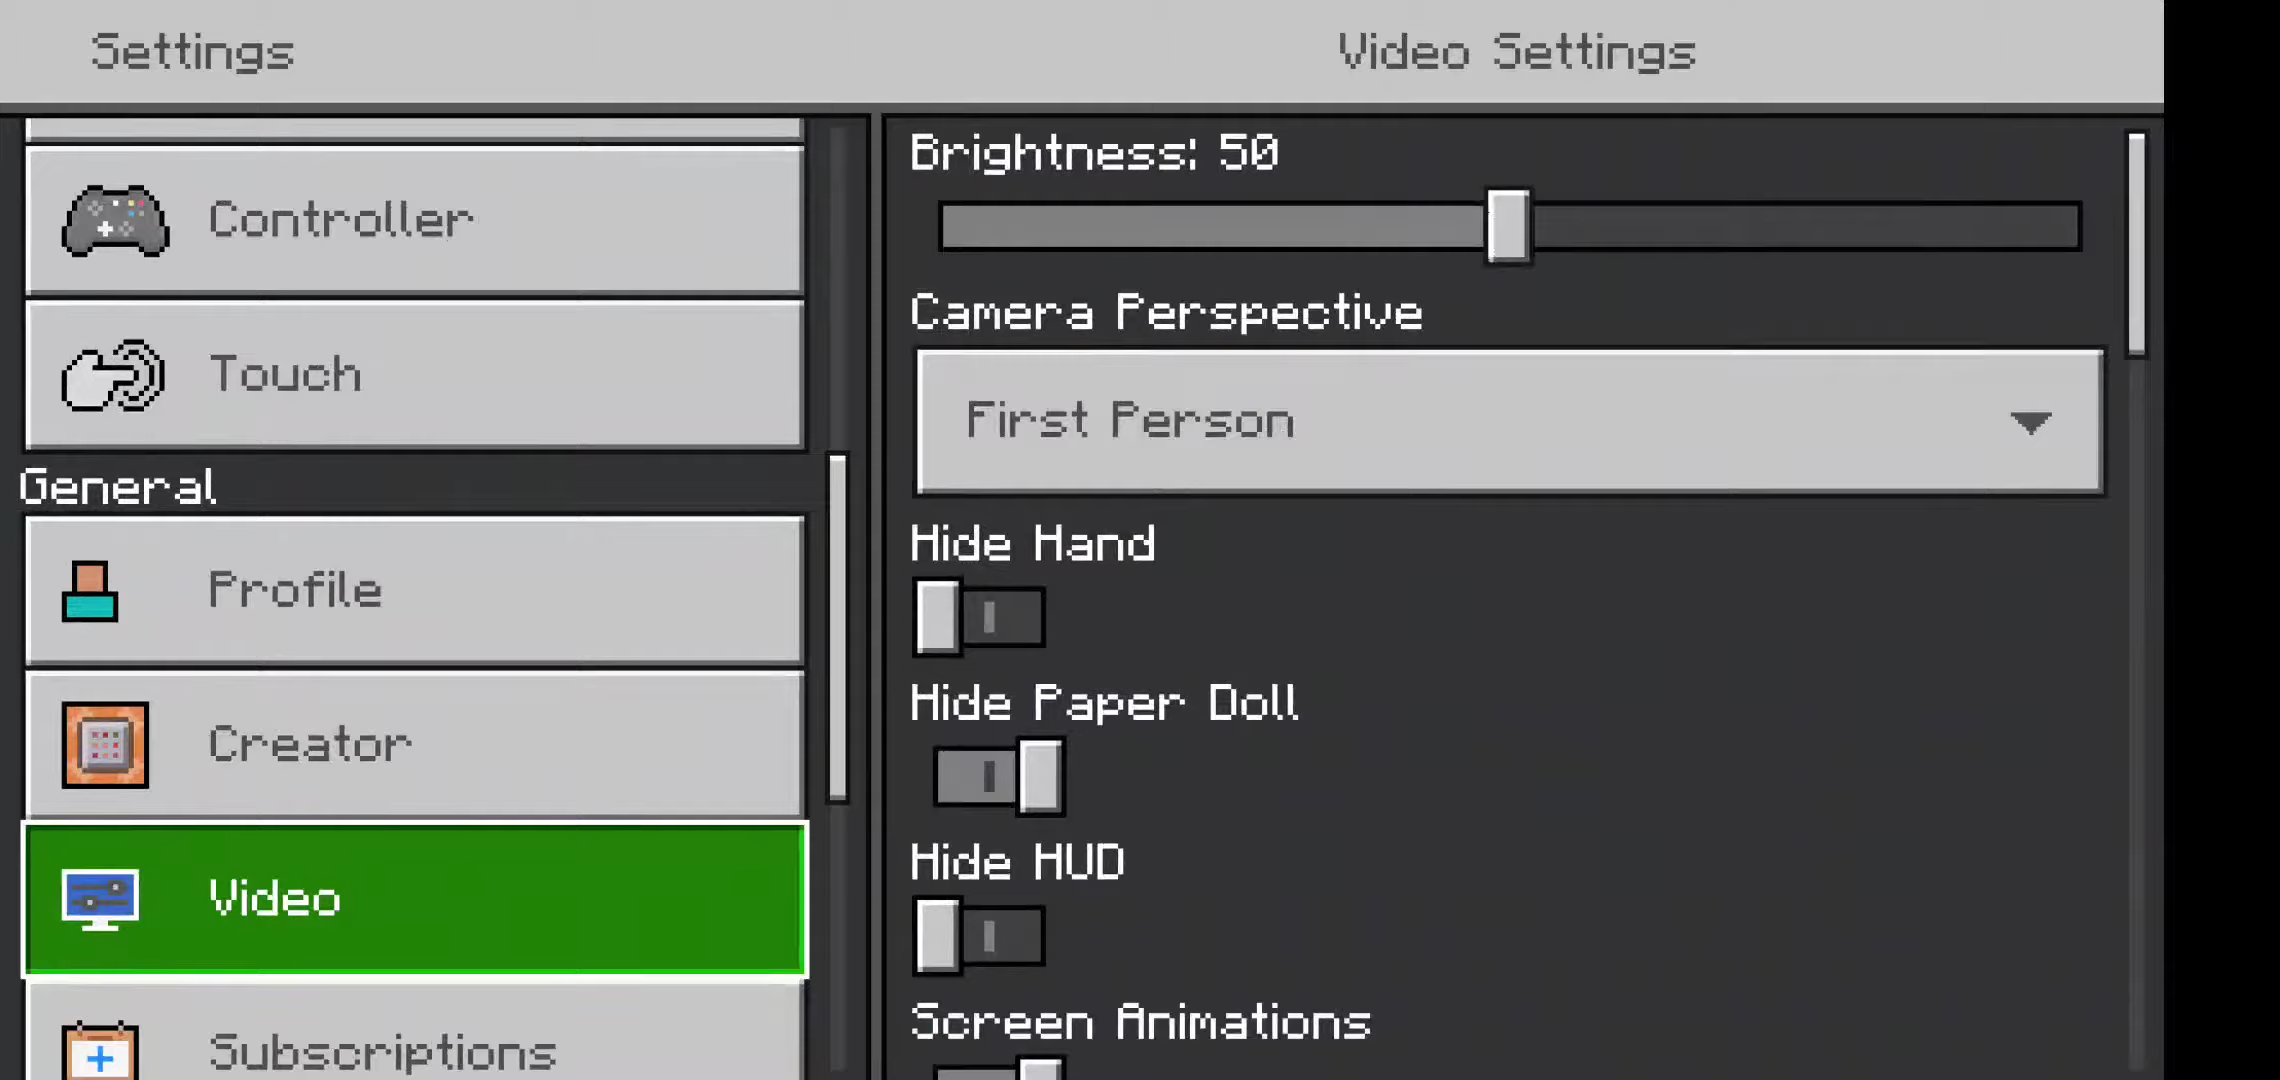 Settings
Video Settings
Controller
Touch
General
Profile
Creator
Video
Subscriptions
Brightness: 50
Camera Perspective
First Person
Hide Hand
Hide Paper Doll
Hide HUD
Screen Animations